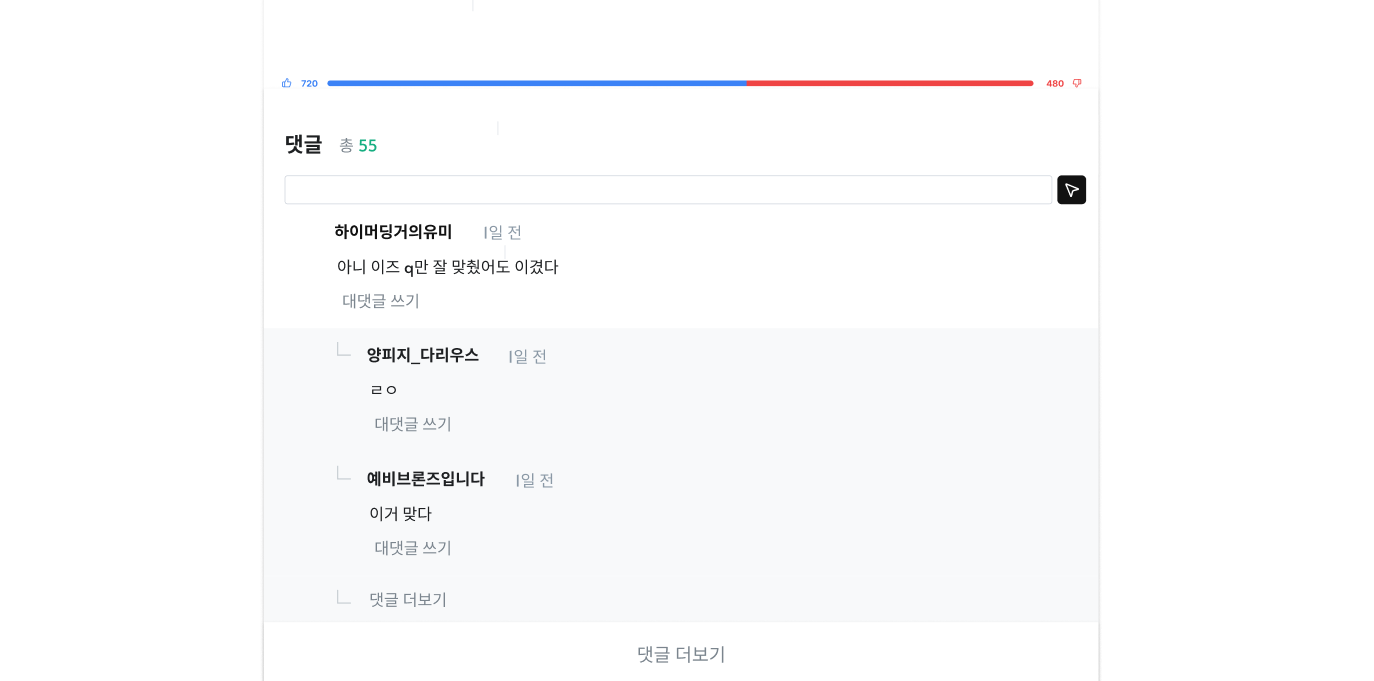 720
480
댓글 총 55
하이머딩거의유미 1일 전
아니 이즈 q만 잘 맞췄어도 이겼다
대댓글 쓰기
양피지_다리우스 1일 전
ㄹㅇ
대댓글 쓰기
예비브론즈입니다 1일 전
이거 맞다
대댓글 쓰기
댓글 더보기
댓글 더보기